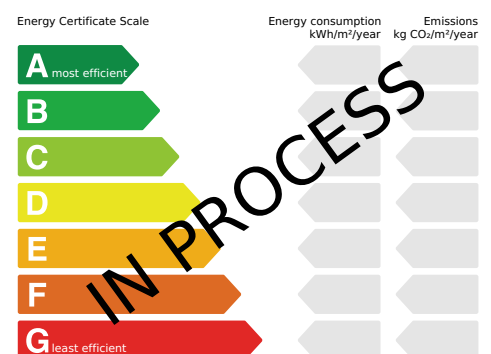 Energy Certificate Scale
Energy consumption
kWh/m²/year
Emissions
kg CO₂/m²/year
A most efficient
B
C
D
E
F
G least efficient
IN PROCESS